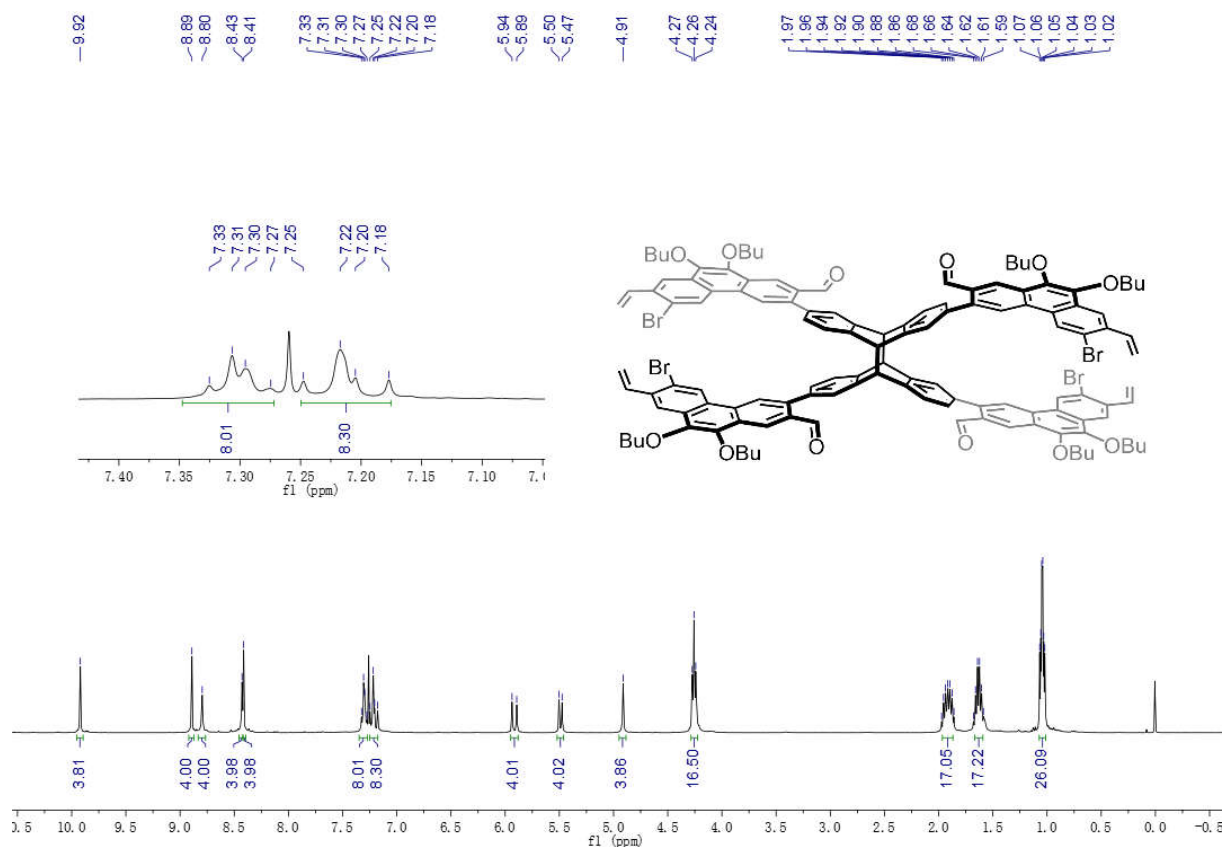 9.92 8.89 8.80 8.43 8.41 7.33 7.31 7.30 7.27 7.25 7.22 7.20 7.18 5.94 5.89 5.50 5.47 4.91 4.27 4.26 4.24 1.97 1.96 1.94 1.92 1.90 1.88 1.86 1.68 1.66 1.64 1.62 1.61 1.59 1.07 1.06 1.05 1.04 1.03 1.02
7.33 7.31 7.30 7.27 7.25 7.22 7.20 7.18
8.01 8.30
7.40 7.35 7.30 7.25 7.20 7.15 7.10
f1 (ppm)
BuO OBu O
Br
O BuO OBu
Br
Br
BuO OBu O
Br
O OBu OBu
3.81 4.00 4.00 3.98 3.98 8.01 8.30 4.01 4.02 3.86 16.50 17.05 17.22 26.09
10.0 9.5 9.0 8.5 8.0 7.5 7.0 6.5 6.0 5.5 5.0 4.5 4.0 3.5 3.0 2.5 2.0 1.5 1.0 0.5 0.0 -0.5
f1 (ppm)